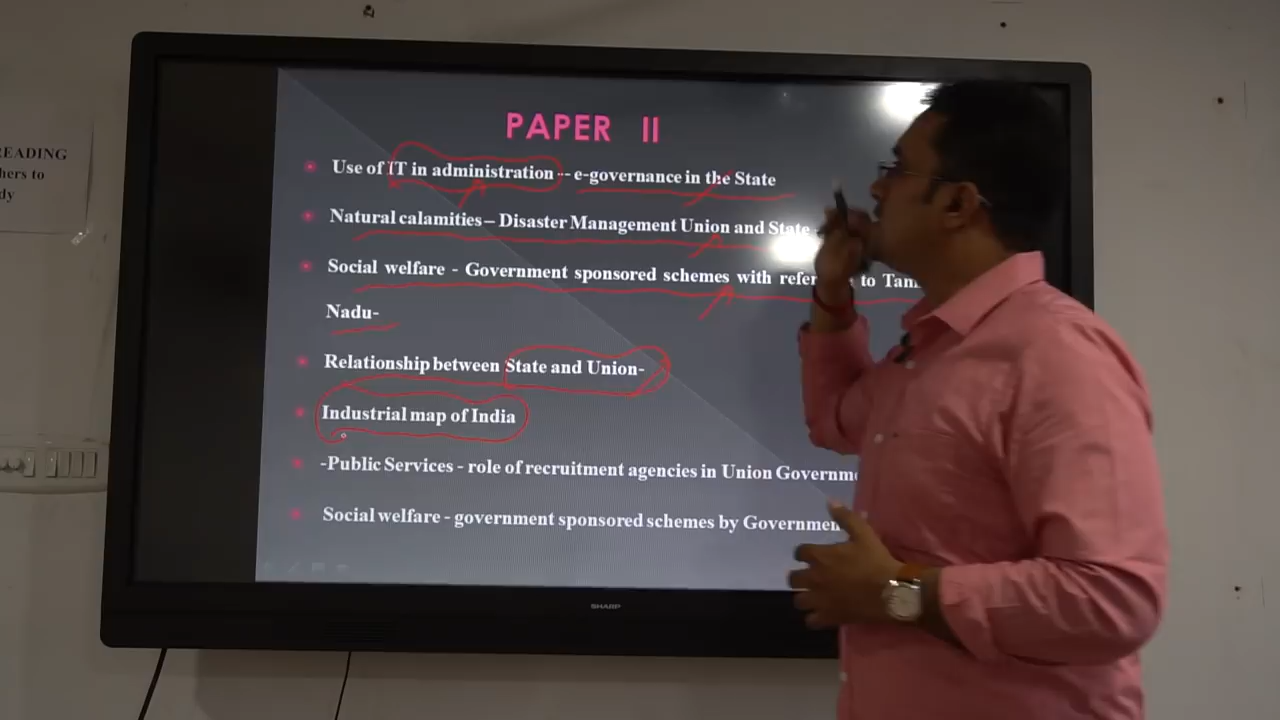 EADING
hers to
dy
PAPER II
Use of IT in administration -- e-governance in the State
Natural calamities – Disaster Management Union and State
Social welfare - Government sponsored schemes with refer to Tam
Nadu-
Relationship between State and Union-
Industrial map of India
-Public Services - role of recruitment agencies in Union Governme
Social welfare - government sponsored schemes by Governmen
SHARP